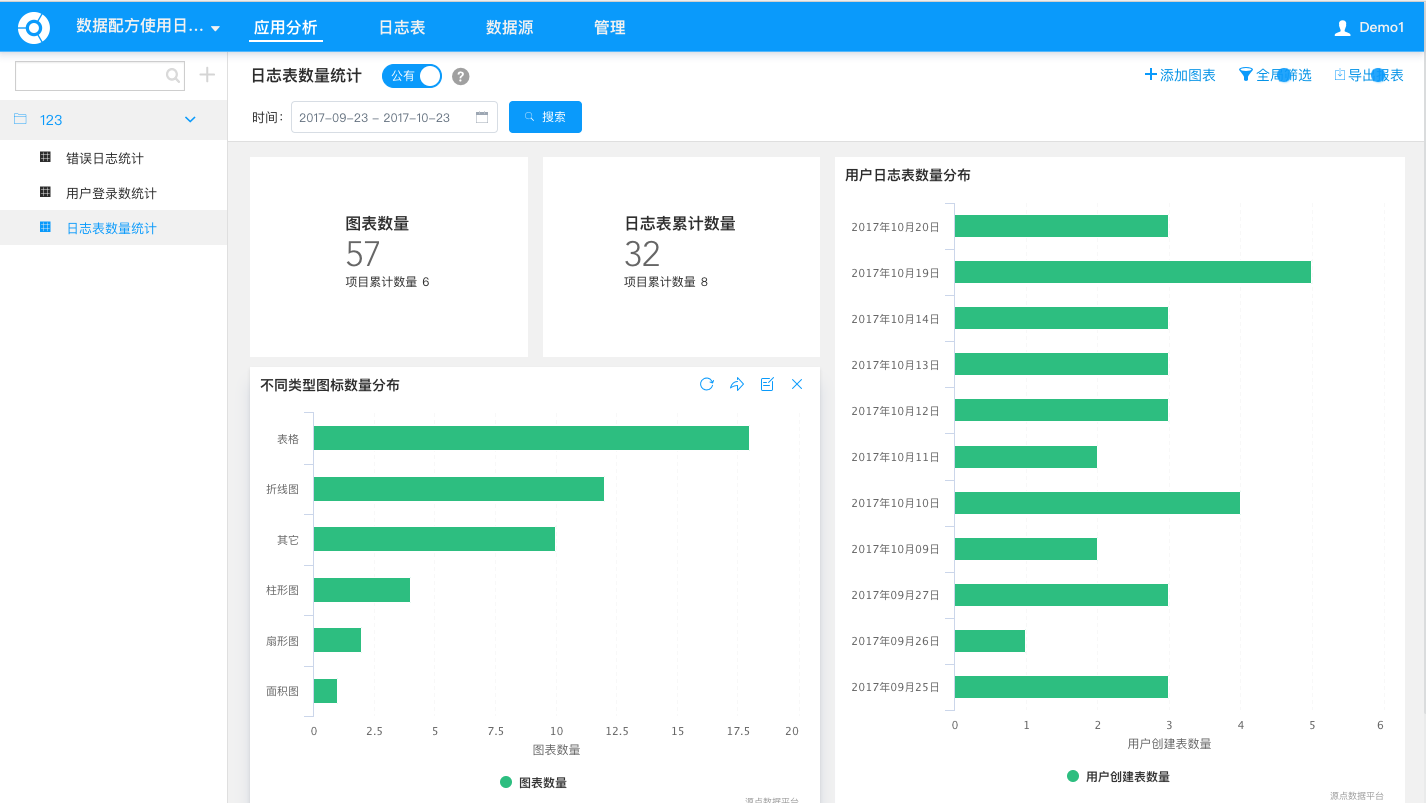 数据配方使用日... 应用分析 日志表 数据源 管理 Demo1
日志表数量统计 公有 ? 添加图表 全局筛选 导出报表
时间: 2017-09-23 - 2017-10-23 搜索
123
错误日志统计
用户登录数统计
日志表数量统计
图表数量
57
项目累计数量 6
日志表累计数量
32
项目累计数量 8
不同类型图标数量分布
表格
折线图
其它
柱形图
扇形图
面积图
0 2.5 5 7.5 10 12.5 15 17.5 20
图表数量
图表数量
源点数据平台
用户日志表数量分布
2017年10月20日
2017年10月19日
2017年10月14日
2017年10月13日
2017年10月12日
2017年10月11日
2017年10月10日
2017年10月09日
2017年09月27日
2017年09月26日
2017年09月25日
0 1 2 3 4 5 6
用户创建表数量
用户创建表数量
源点数据平台